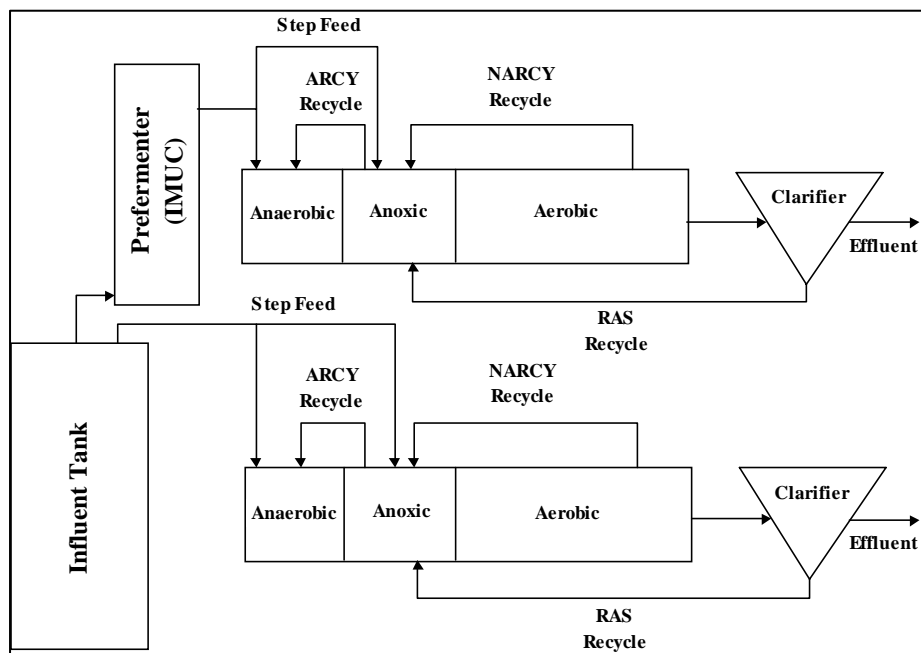 Step Feed
ARCY
Recycle
NARCY
Recycle
Prefermenter
(IMUC)
Anaerobic
Anoxic
Aerobic
Clarifier
Effluent
RAS
Recycle
Step Feed
ARCY
Recycle
NARCY
Recycle
Influent Tank
Anaerobic
Anoxic
Aerobic
Clarifier
Effluent
RAS
Recycle